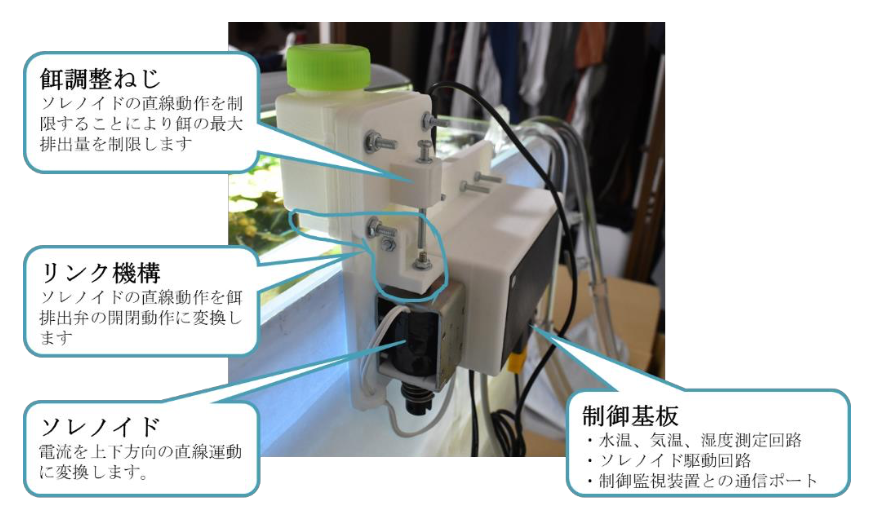 餌調整ねじ
ソレノイドの直線動作を制
限することにより餌の最大
排出量を制限します
リンク機構
ソレノイドの直線動作を餌
排出弁の開閉動作に変換し
ます
ソレノイド
電流を上下方向の直線運動
に変換します。
制御基板
・水温、気温、湿度測定回路
・ソレノイド駆動回路
・制御監視装置との通信ポート